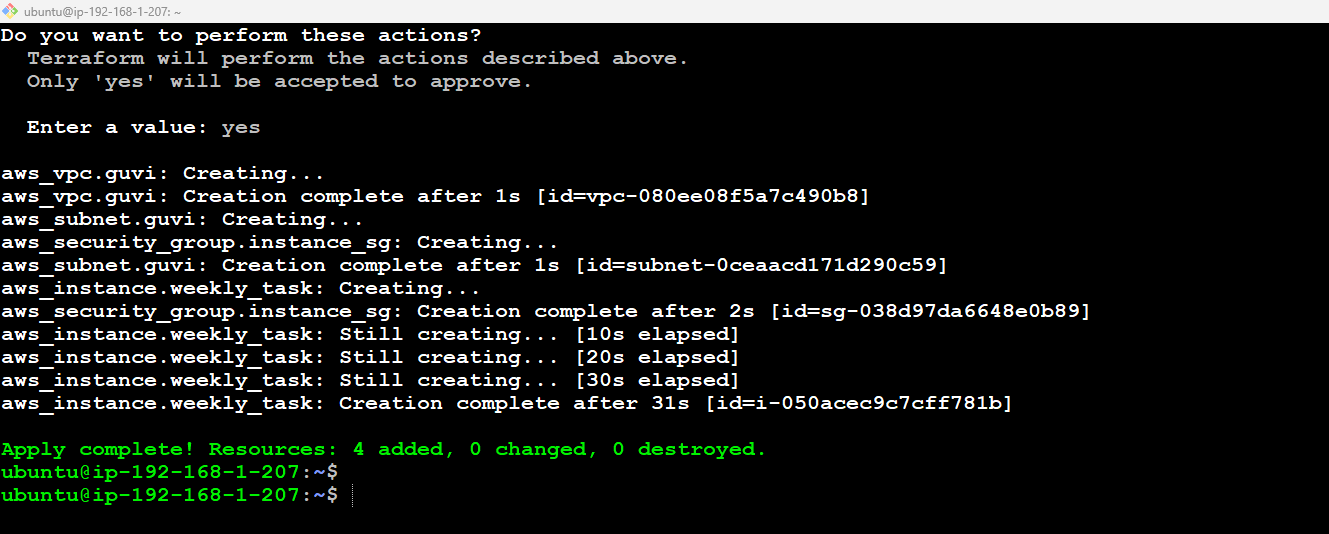 ubuntu@ip-192-168-1-207: ~
Do you want to perform these actions?
  Terraform will perform the actions described above.
  Only 'yes' will be accepted to approve.

  Enter a value: yes

aws_vpc.guvi: Creating...
aws_vpc.guvi: Creation complete after 1s [id=vpc-080ee08f5a7c490b8]
aws_subnet.guvi: Creating...
aws_security_group.instance_sg: Creating...
aws_subnet.guvi: Creation complete after 1s [id=subnet-0ceaacd171d290c59]
aws_instance.weekly_task: Creating...
aws_security_group.instance_sg: Creation complete after 2s [id=sg-038d97da6648e0b89]
aws_instance.weekly_task: Still creating... [10s elapsed]
aws_instance.weekly_task: Still creating... [20s elapsed]
aws_instance.weekly_task: Still creating... [30s elapsed]
aws_instance.weekly_task: Creation complete after 31s [id=i-050acec9c7cff781b]

Apply complete! Resources: 4 added, 0 changed, 0 destroyed.
ubuntu@ip-192-168-1-207:~$
ubuntu@ip-192-168-1-207:~$